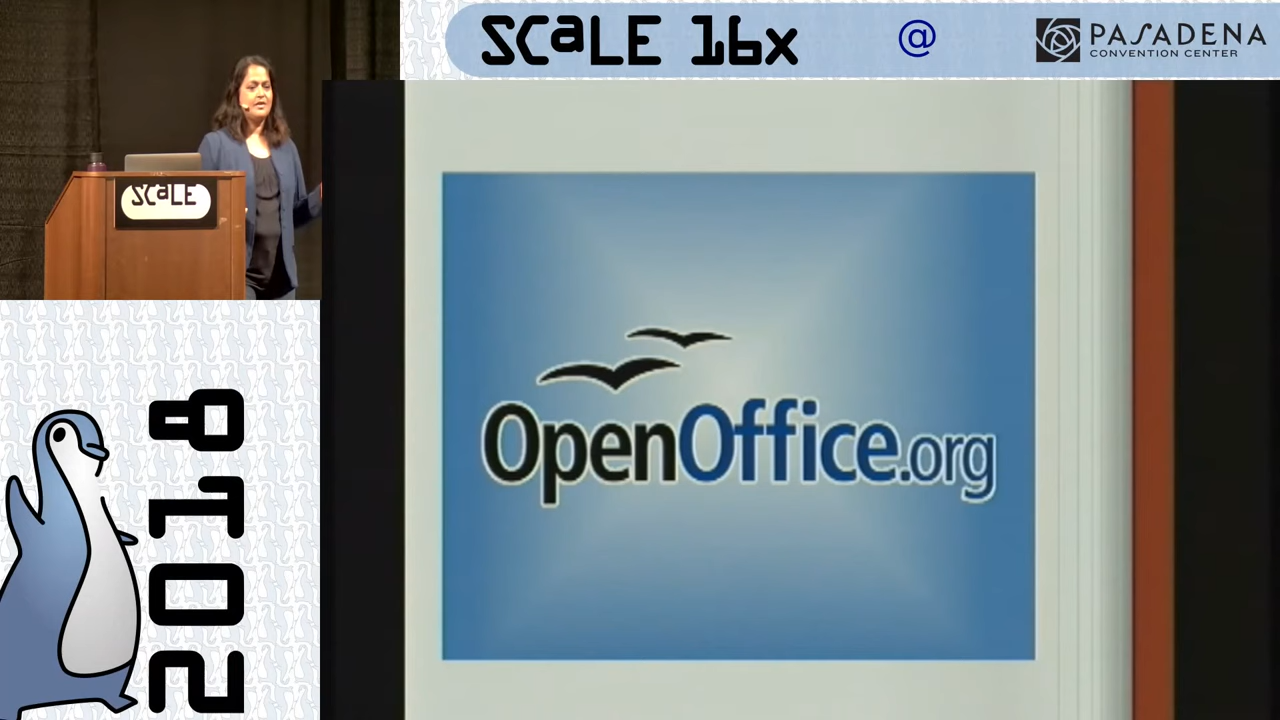 SCaLE 16x @ PASADENA
CONVENTION CENTER
SCaLE
OpenOffice.org
2018